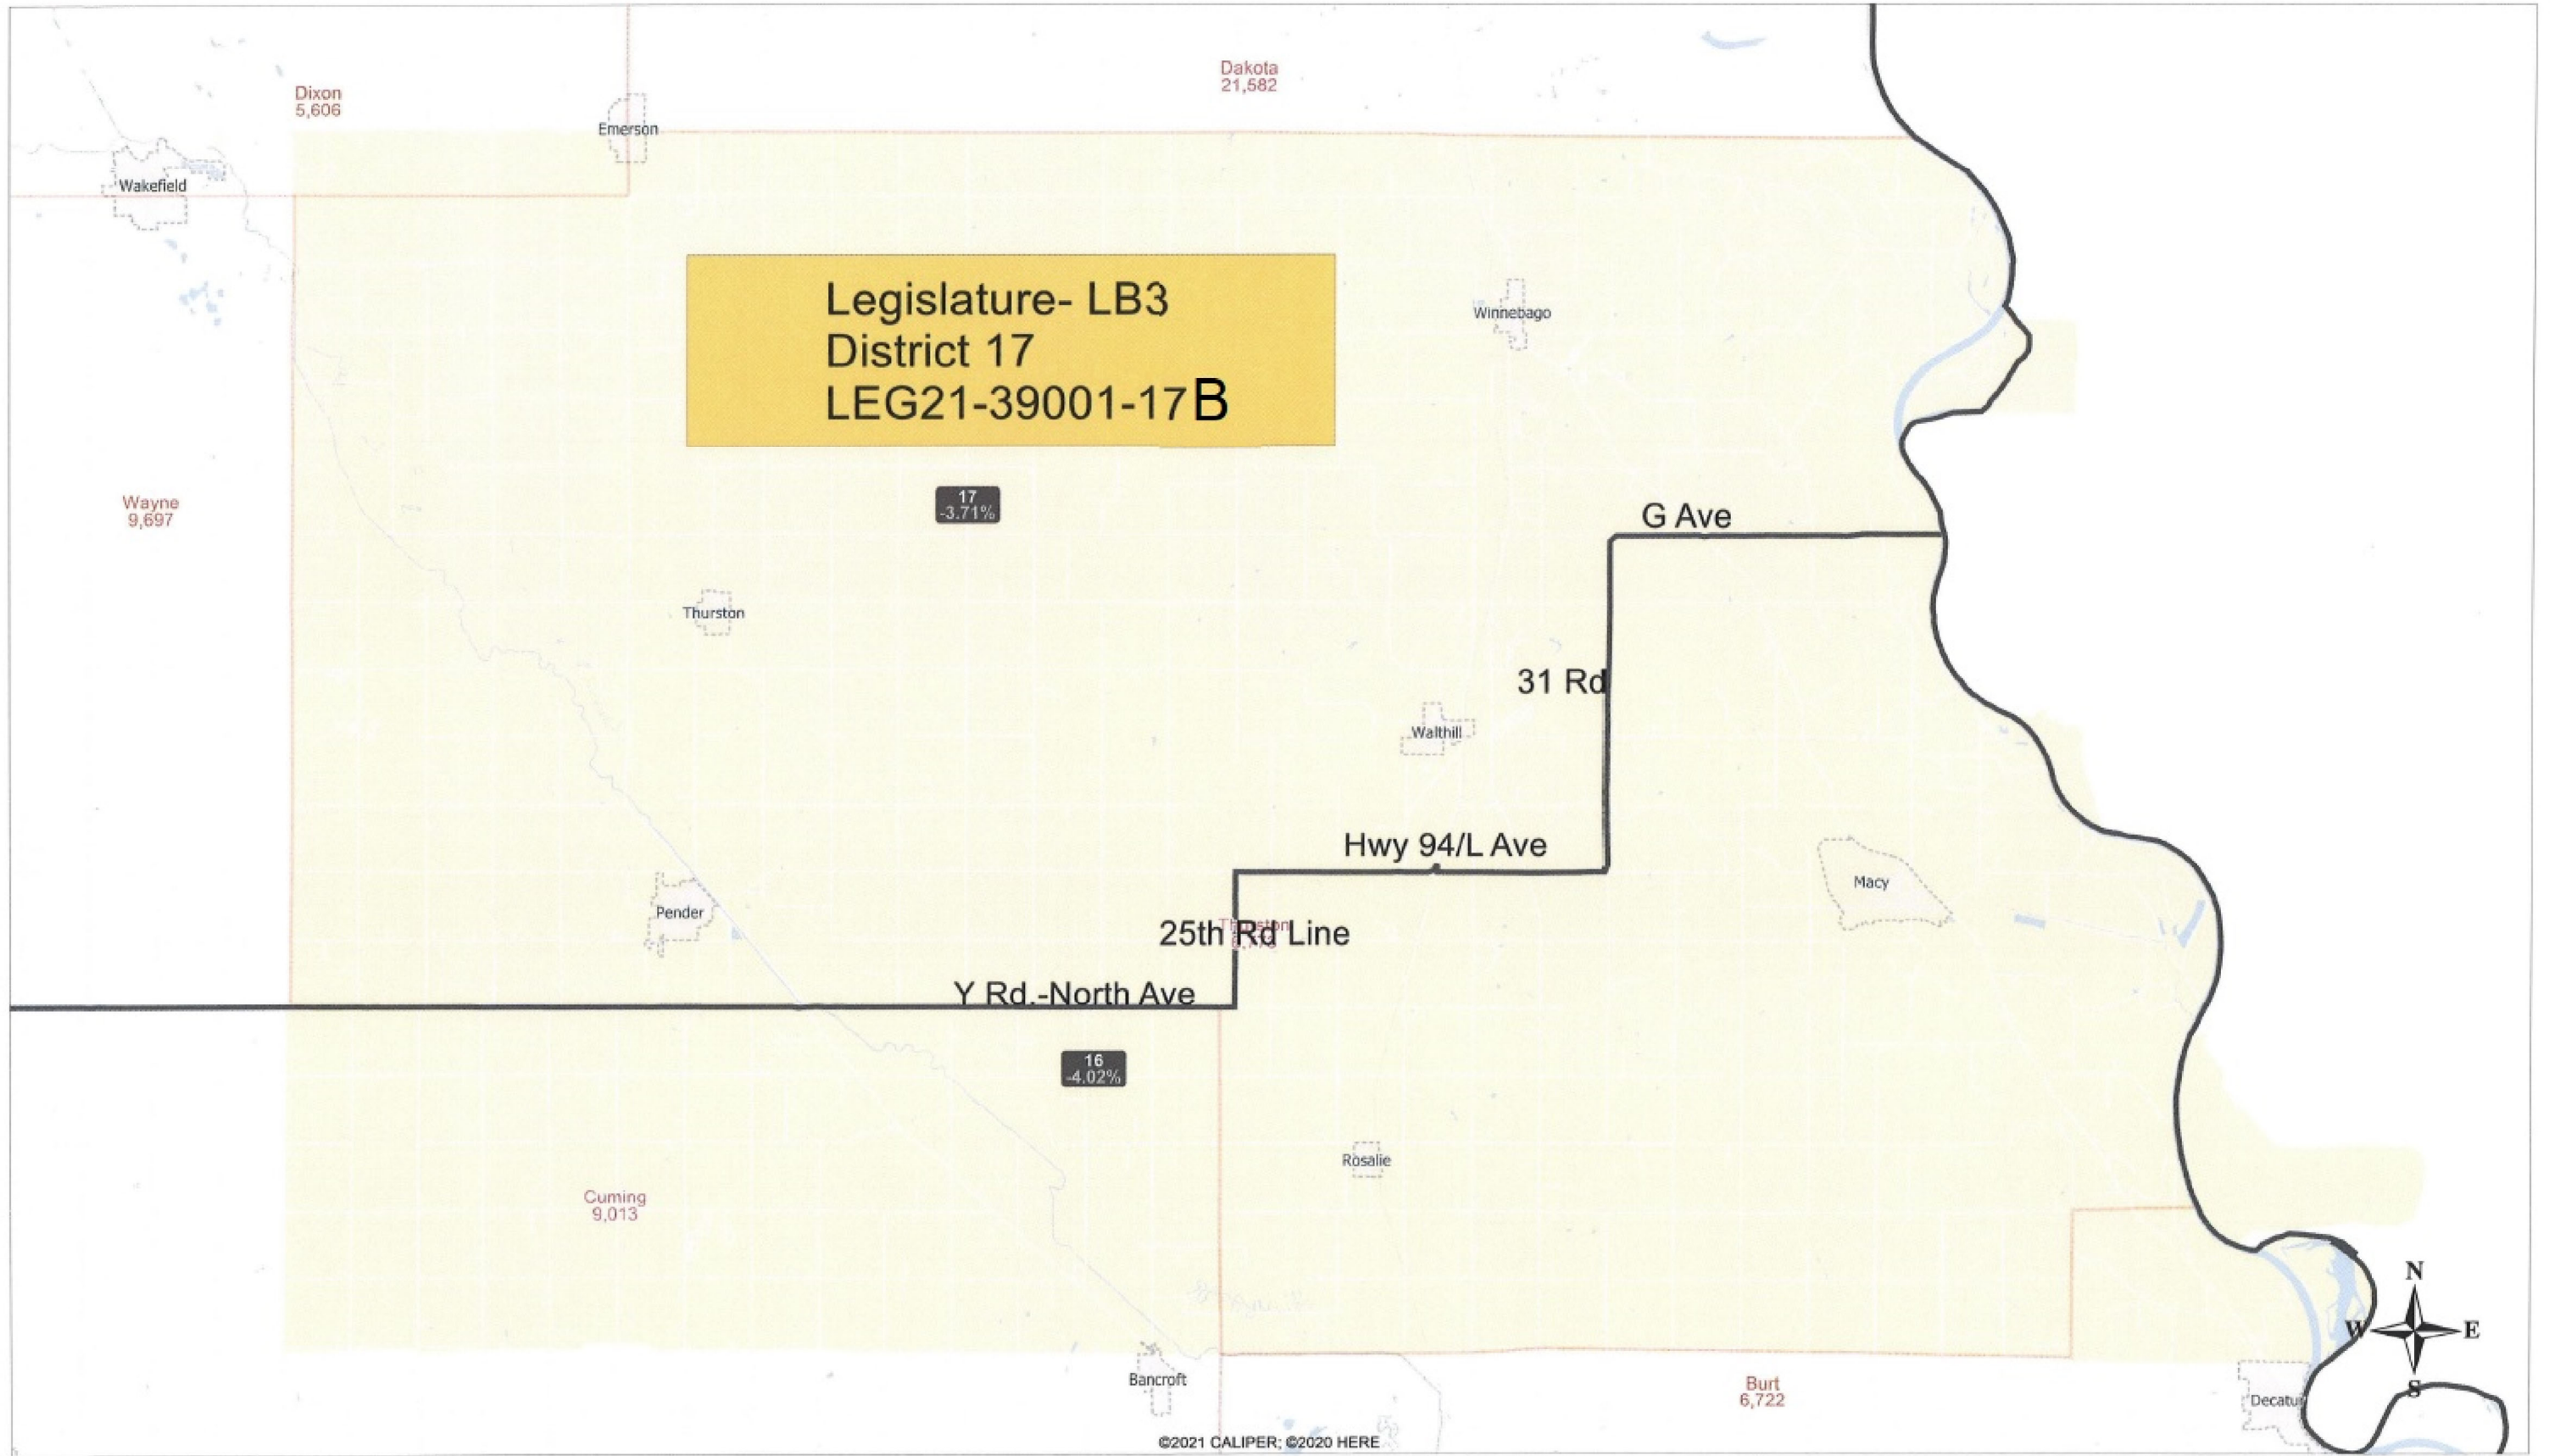 Dakota
21,582
Dixon
5,606
Emerson
Wakefield
Legislature- LB3
District 17
LEG21-39001-17B
Winnebago
17
-3.71%
Wayne
9,697
G Ave
Thurston
31 Rd
Walthill
Hwy 94/L Ave
Macy
Pender
Thurston
25th Rd Line
Y Rd.-North Ave
16
-4.02%
Rosalie
Cuming
9,013
N
W
E
S
Bancroft
Burt
6,722
©2021 CALIPER; ©2020 HERE